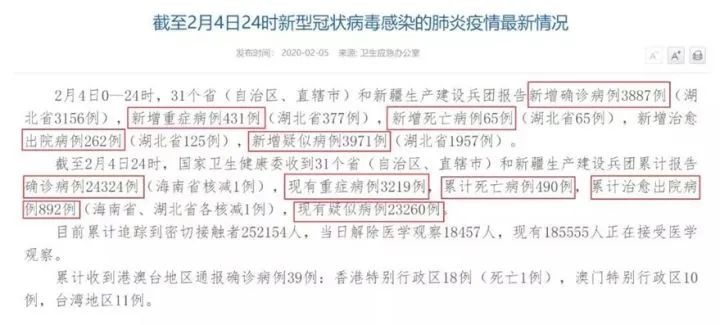 截至2月4日24时新型冠状病毒感染的肺炎疫情最新情况
发布时间： 2020-02-05 来源: 卫生应急办公室
A⁻ A⁺
2月4日0—24时，31个省（自治区、直辖市）和新疆生产建设兵团报告新增确诊病例3887例（湖
北省3156例），新增重症病例431例（湖北省377例），新增死亡病例65例（湖北省65例），新增治愈
出院病例262例（湖北省125例），新增疑似病例3971例（湖北省1957例）。
截至2月4日24时，国家卫生健康委收到31个省（自治区、直辖市）和新疆生产建设兵团累计报告
确诊病例24324例（海南省核减1例），现有重症病例3219例，累计死亡病例490例，累计治愈出院病
例892例（海南省、湖北省各核减1例），现有疑似病例23260例。
目前累计追踪到密切接触者252154人，当日解除医学观察18457人，现有185555人正在接受医学
观察。
累计收到港澳台地区通报确诊病例39例：香港特别行政区18例（死亡1例），澳门特别行政区10
例，台湾地区11例。